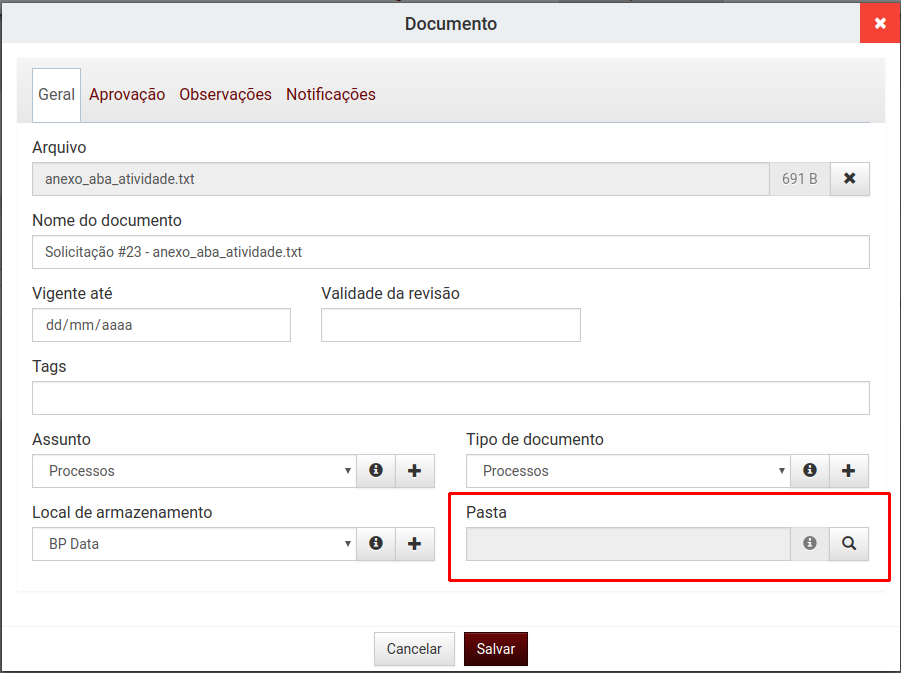 Documento
Geral Aprovação Observações Notificações
Arquivo
anexo_aba_atividade.txt 691 B
Nome do documento
Solicitação #23 - anexo_aba_atividade.txt
Vigente até Validade da revisão
dd/mm/aaaa
Tags
Assunto Tipo de documento
Processos Processos
Local de armazenamento Pasta
BP Data
Cancelar Salvar